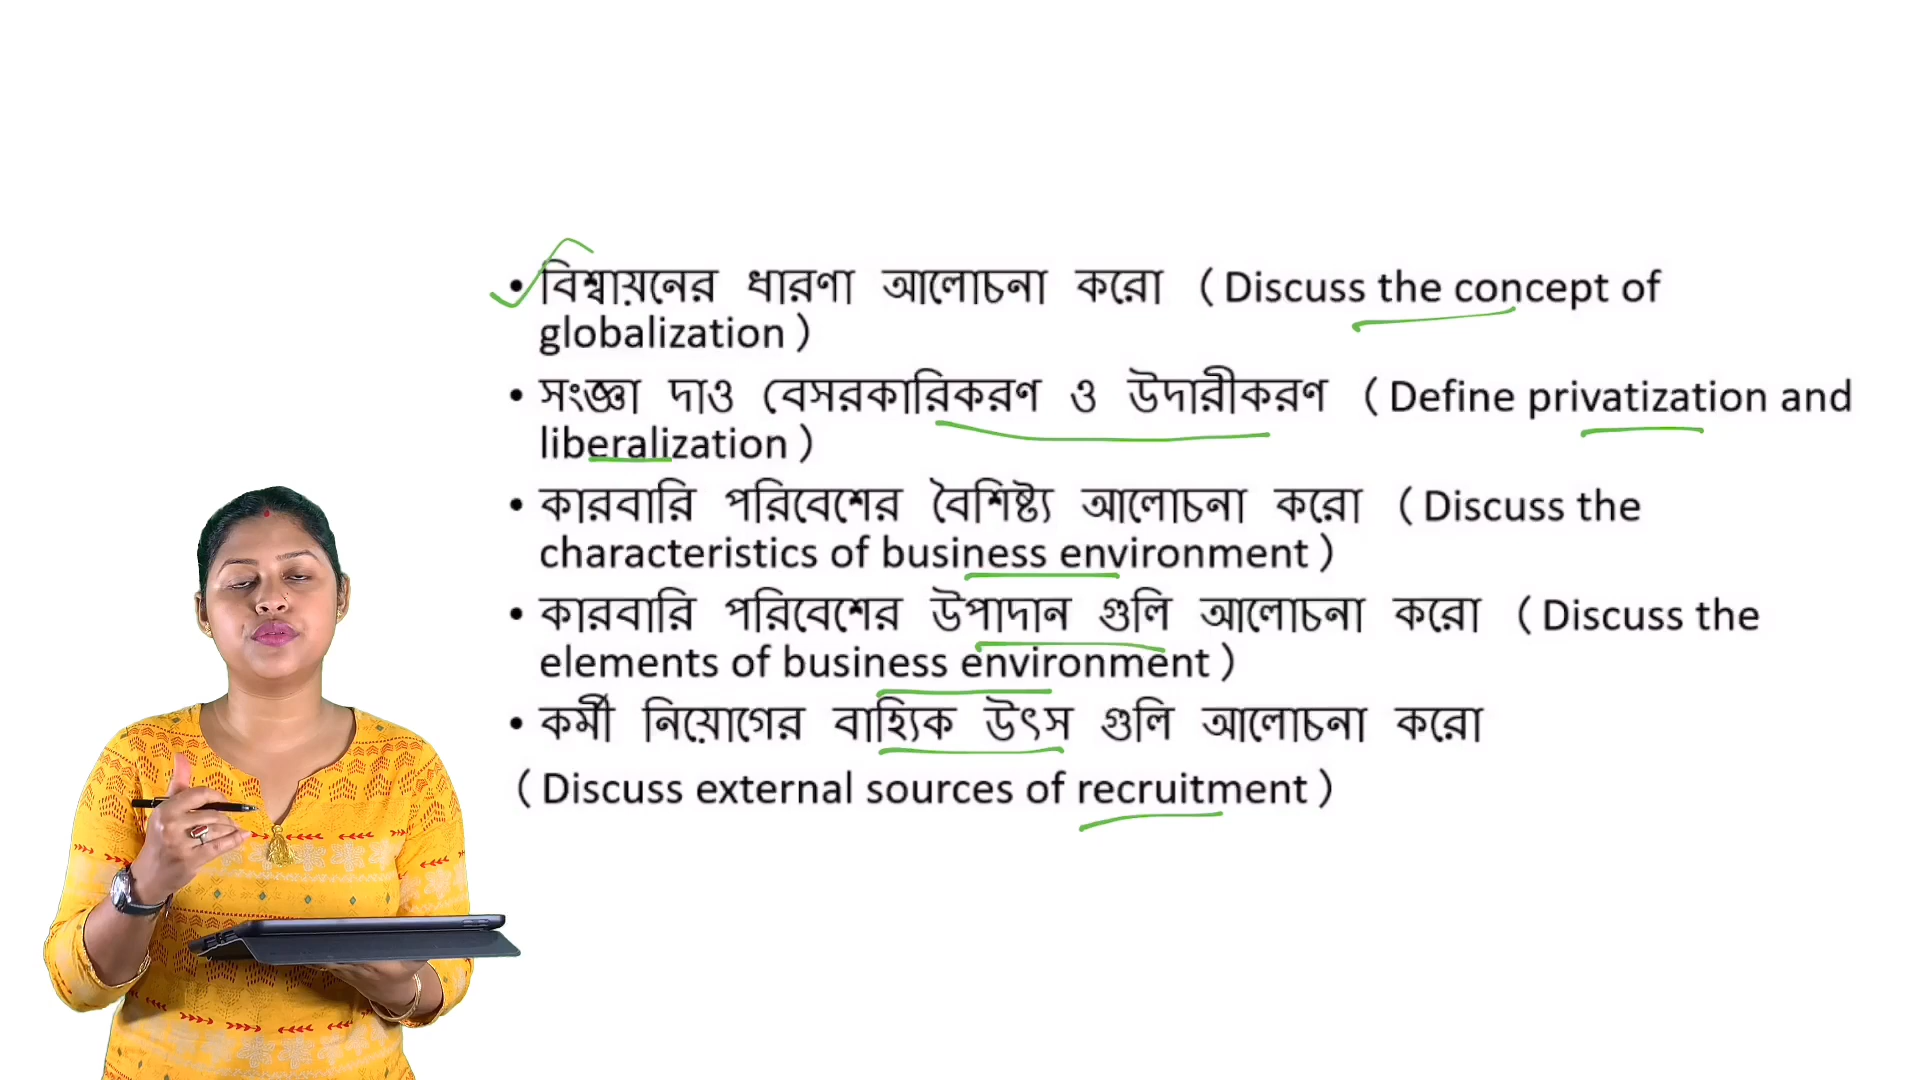 • বিশ্বায়নের ধারণা আলোচনা করো (Discuss the concept of
globalization)
• সংজ্ঞা দাও বেসরকারিকরণ ও উদারীকরণ (Define privatization and
liberalization)
• কারবারি পরিবেশের বৈশিষ্ট্য আলোচনা করো (Discuss the
characteristics of business environment)
• কারবারি পরিবেশের উপাদান গুলি আলোচনা করো (Discuss the
elements of business environment)
• কর্মী নিয়োগের বাহ্যিক উৎস গুলি আলোচনা করো
(Discuss external sources of recruitment)